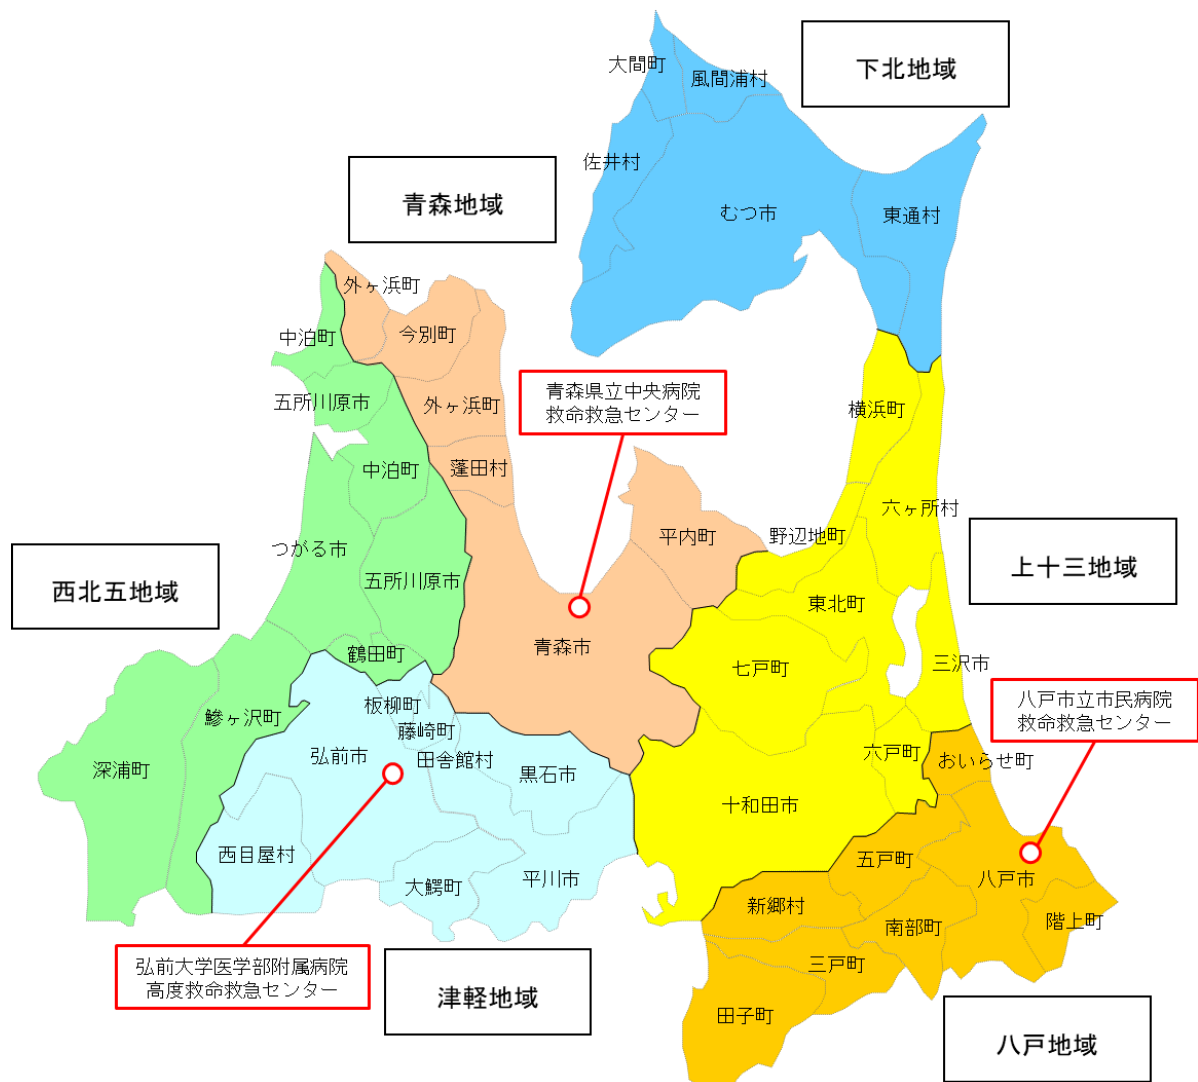 下北地域
大間町
風間浦村
佐井村
むつ市
東通村
青森地域
外ヶ浜町
今別町
中泊町
五所川原市
外ヶ浜町
中泊町
蓬田村
青森県立中央病院
救命救急センター
横浜町
六ヶ所村
野辺地町
平内町
つがる市
五所川原市
西北五地域
上十三地域
東北町
青森市
鶴田町
七戸町
三沢市
板柳町
鰺ヶ沢町
藤崎町
八戸市立市民病院
救命救急センター
深浦町
弘前市
田舎館村
黒石市
六戸町
おいらせ町
十和田市
西目屋村
大鰐町
平川市
五戸町
八戸市
新郷村
南部町
階上町
弘前大学医学部附属病院
高度救命救急センター
三戸町
津軽地域
田子町
八戸地域